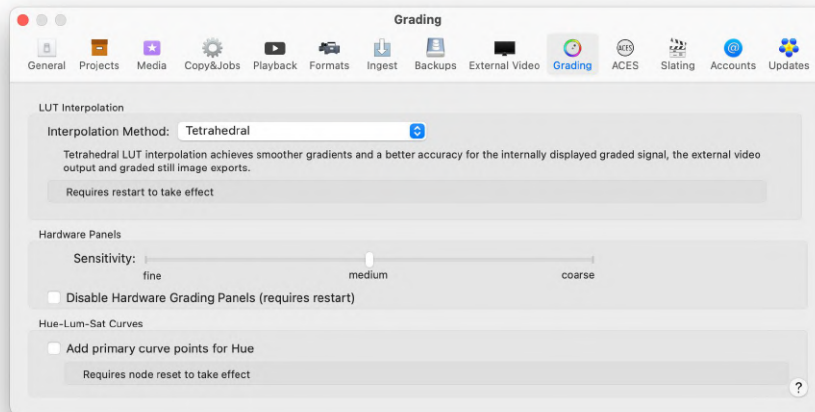 Grading
General Projects Media Copy&Jobs Playback Formats Ingest Backups External Video Grading ACES Slating Accounts Updates
LUT Interpolation
Interpolation Method: Tetrahedral
Tetrahedral LUT interpolation achieves smoother gradients and a better accuracy for the internally displayed graded signal, the external video
output and graded still image exports.
Requires restart to take effect
Hardware Panels
Sensitivity:
fine medium coarse
Disable Hardware Grading Panels (requires restart)
Hue-Lum-Sat Curves
Add primary curve points for Hue
Requires node reset to take effect
?